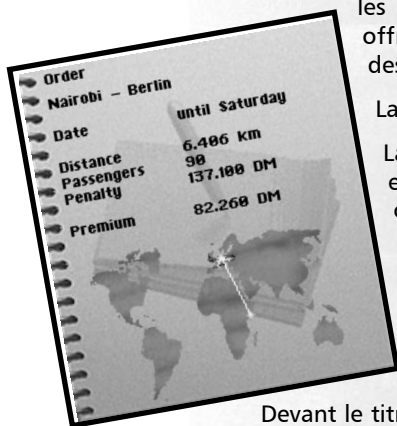 les
offr
des
La
La
e
Order
Nairobi – Berlin
Date until Saturday
Distance 6.406 Km
Passengers 90
Penalty 137.100 DM
Premium 82.260 DM
Devant le titr